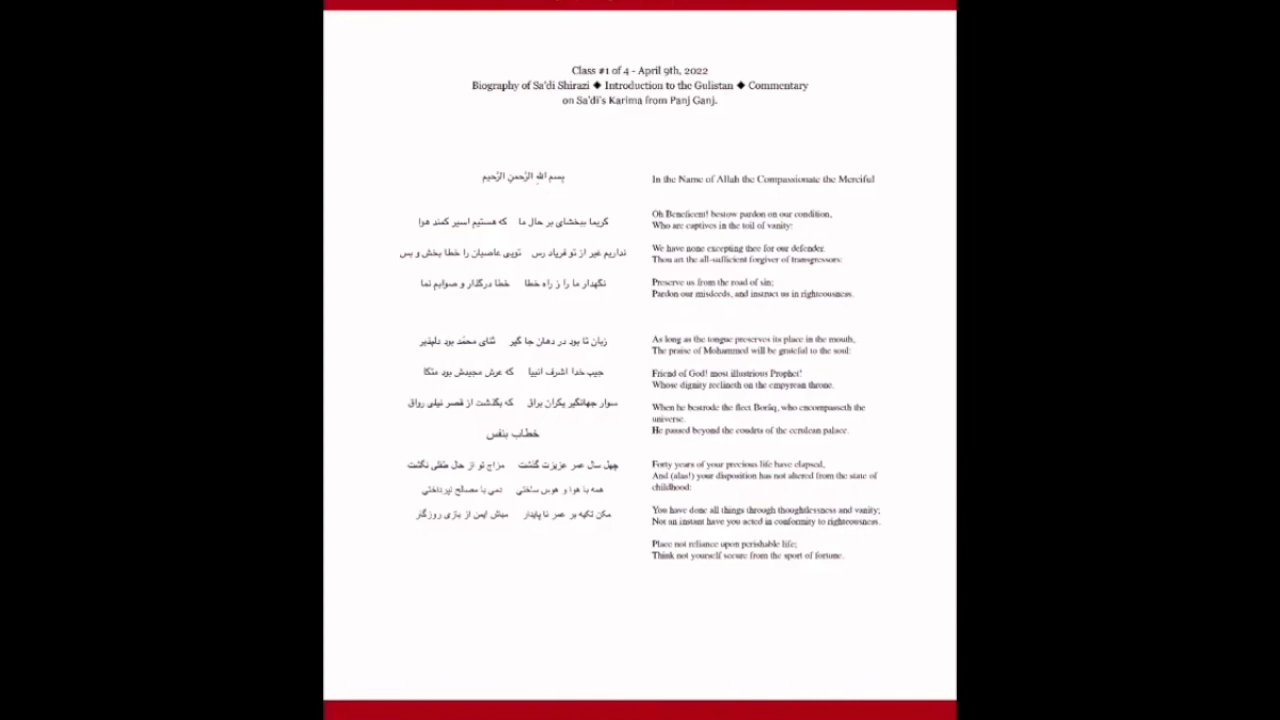 Class #1 of 4 - April 9th, 2022
Biography of Sa'di Shirazi ◆ Introduction to the Gulistan ◆ Commentary
on Sa'di's Karima from Panj Ganj.
بِسمِ اللهِ الرَّحمنِ الرَّحیم
کریما ببخشای بر حال ما که هستیم اسیر کمند هوا
نداریم غیر از تو فریاد رس تویی عاصیان را خطا بخش و بس
نگهدار ما را ز راه خطا خطا درگذار و صوابم نما
زبان تا بود در دهان جا گیر ثنای محمّد بود دلپذیر
حبیب خدا اشرف انبیا که عرش مجیدش بود متکا
سوار جهانگیر یکران براق که بگذشت از قصر نیلی رواق
خطاب بنفس
چهل سال عمر عزیزت گذشت مزاج تو از حال طفلی نگشت
همه با هوا و هوس ساختی دمی با مصالح نپرداختی
مکن تکیه بر عمر نا پایدار مباش ایمن از بازی روزگار
In the Name of Allah the Compassionate the Merciful
Oh Beneficent! bestow pardon on our condition,
Who are captives in the toil of vanity:
We have none excepting thee for our defender.
Thou art the all-sufficient forgiver of transgressors:
Preserve us from the road of sin;
Pardon our misdeeds, and instruct us in righteousness.
As long as the tongue preserves its place in the mouth,
The praise of Mohammed will be grateful to the soul:
Friend of God! most illustrious Prophet!
Whose dignity reclineth on the empyrean throne.
When he bestrode the fleet Borâq, who encompasseth the
universe.
He passed beyond the courts of the cerulean palace.
Forty years of your precious life have elapsed,
And (alas!) your disposition has not altered from the state of
childhood:
You have done all things through thoughtlessness and vanity;
Not an instant have you acted in conformity to righteousness.
Place not reliance upon perishable life;
Think not yourself secure from the sport of fortune.